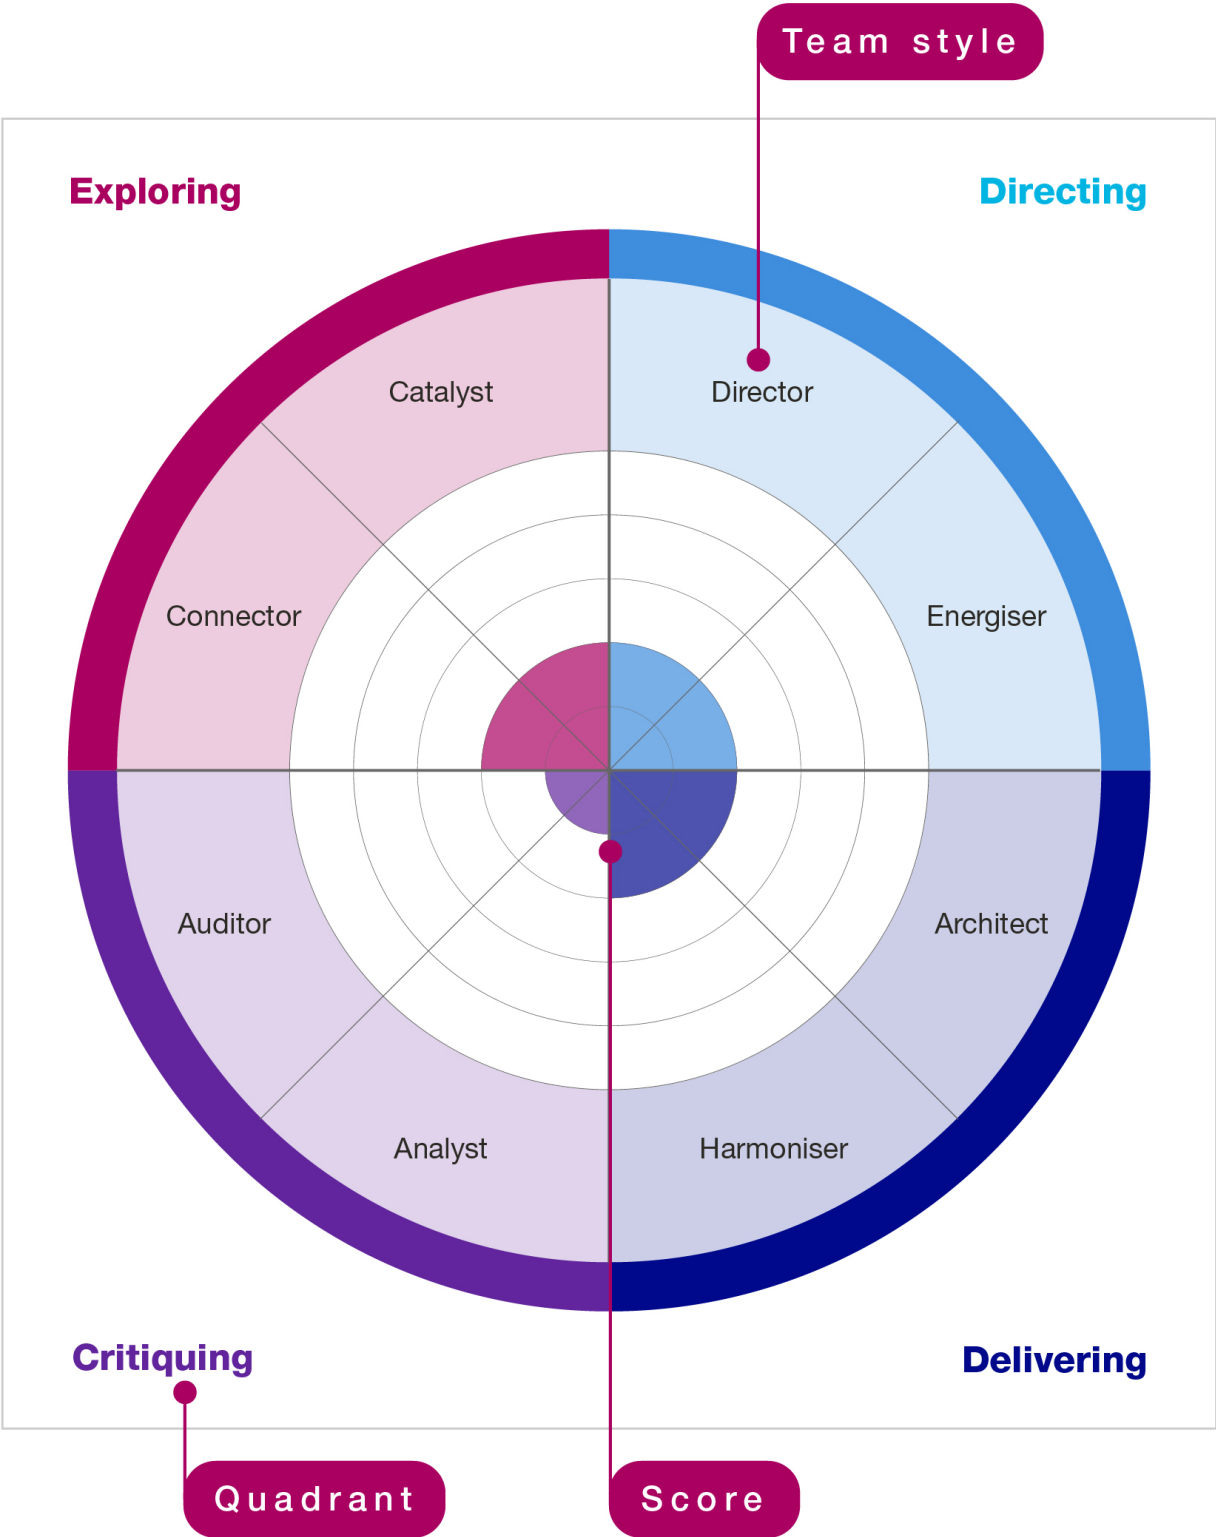 Team style
Exploring
Directing
Catalyst
Director
Connector
Energiser
Auditor
Architect
Analyst
Harmoniser
Critiquing
Delivering
Quadrant
Score